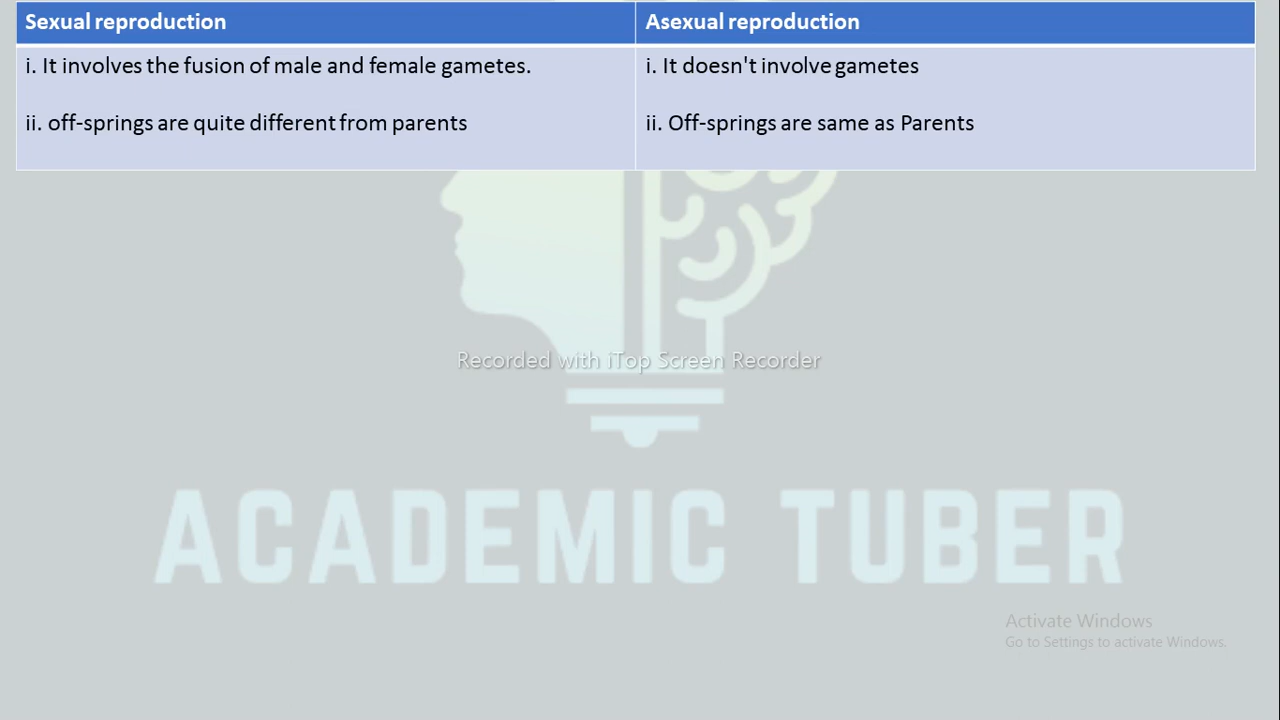 Sexual reproduction
Asexual reproduction
i. It involves the fusion of male and female gametes.
i. It doesn't involve gametes
ii. off-springs are quite different from parents
ii. Off-springs are same as Parents
Recorded with iTop Screen Recorder
ACADEMIC TUBER
Activate Windows
Go to Settings to activate Windows.